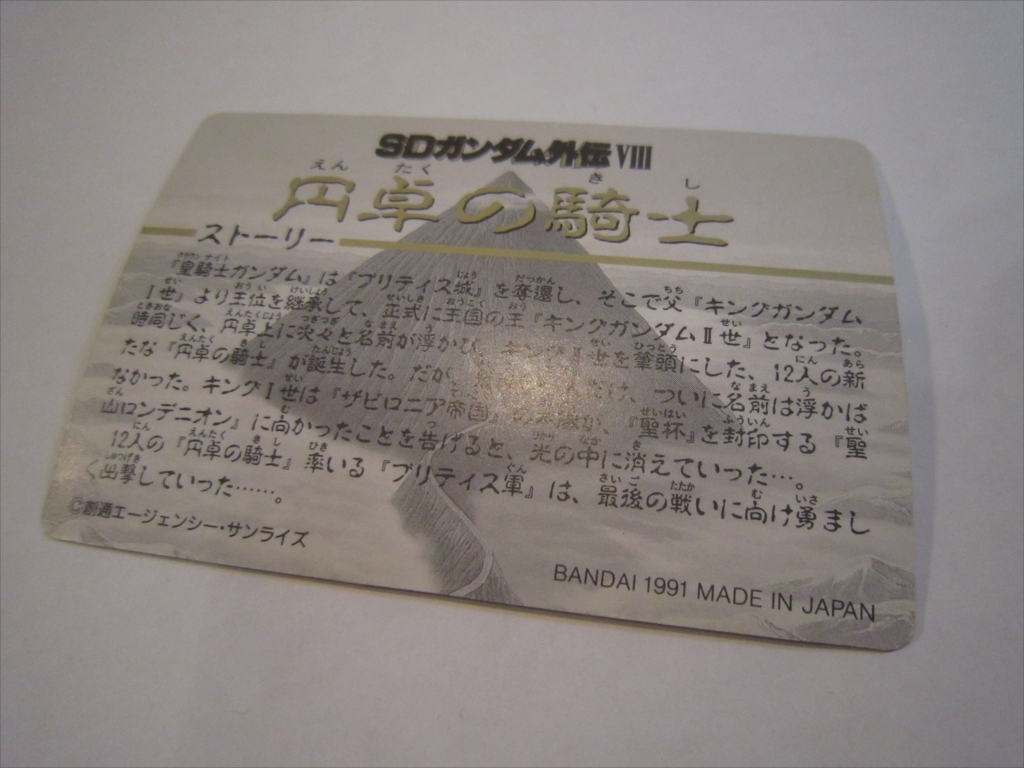 SDガンダム外伝 VIII
えん たく き し
円卓の騎士
ストーリー
『聖騎士ガンダム』は『ブリティス城』を奪還し、そこで父『キングガンダム
I世』より王位を継承して、正式に王国の王『キングガンダムII世』となった。
時同じく、円卓上に次々と名前が浮かび、キングII世を筆頭にした、12人の新
たな『円卓の騎士』が誕生した。だが、 だけ、ついに名前は浮かば
なかった。キングI世は『ザビロニア帝国』の 『聖杯』を封印する『聖
山ロンデニオン』に向かったことを告げると、光の中に消えていった…。
12人の『円卓の騎士』率いる『ブリティス軍』は、最後の戦いに向け勇まし
く出撃していった……。
©創通エージェンシー・サンライズ
BANDAI 1991 MADE IN JAPAN